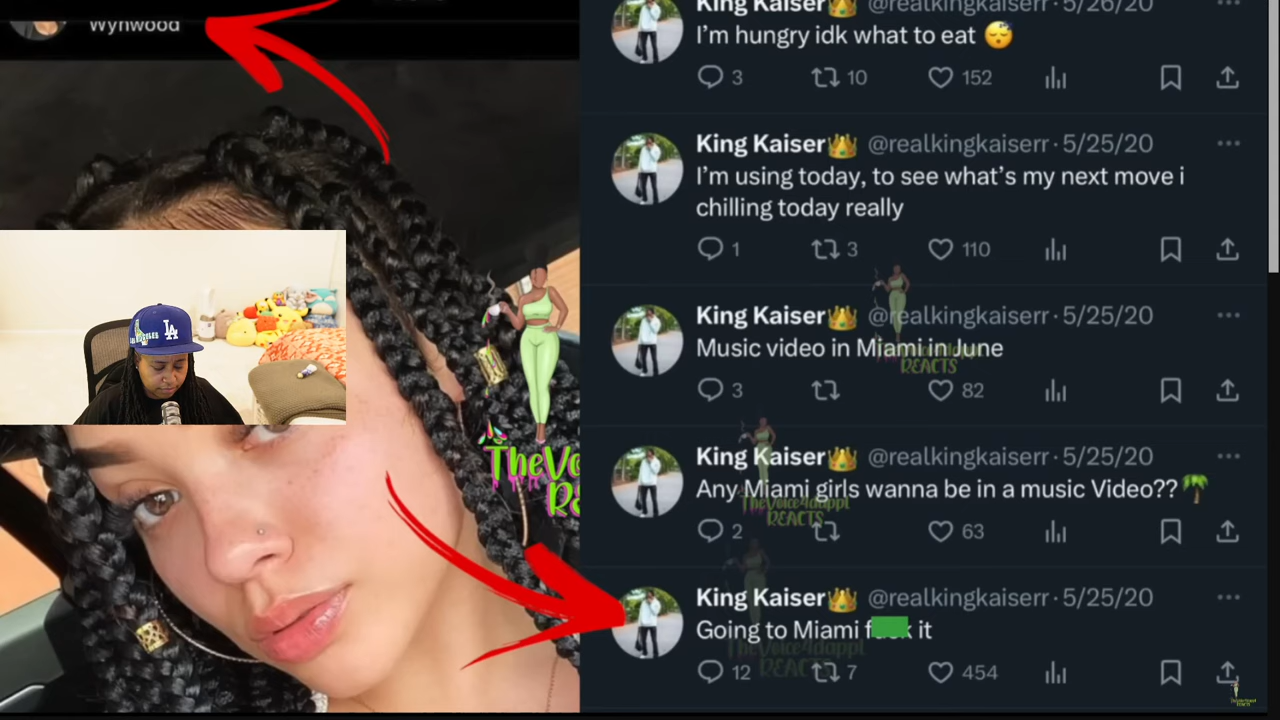 Wynwood
King Kaiser👑 @realkingkaiserr · 5/26/20
I'm hungry idk what to eat 😴
3 10 152
King Kaiser👑 @realkingkaiserr · 5/25/20
I'm using today, to see what's my next move i
chilling today really
1 3 110
King Kaiser👑 @realkingkaiserr · 5/25/20
Music video in Miami in June
3 82
King Kaiser👑 @realkingkaiserr · 5/25/20
Any Miami girls wanna be in a music Video?? 🌴
2 63
King Kaiser👑 @realkingkaiserr · 5/25/20
Going to Miami f k it
12 7 454
LA
TheVo
RE
TheVoice4dappl
REACTS